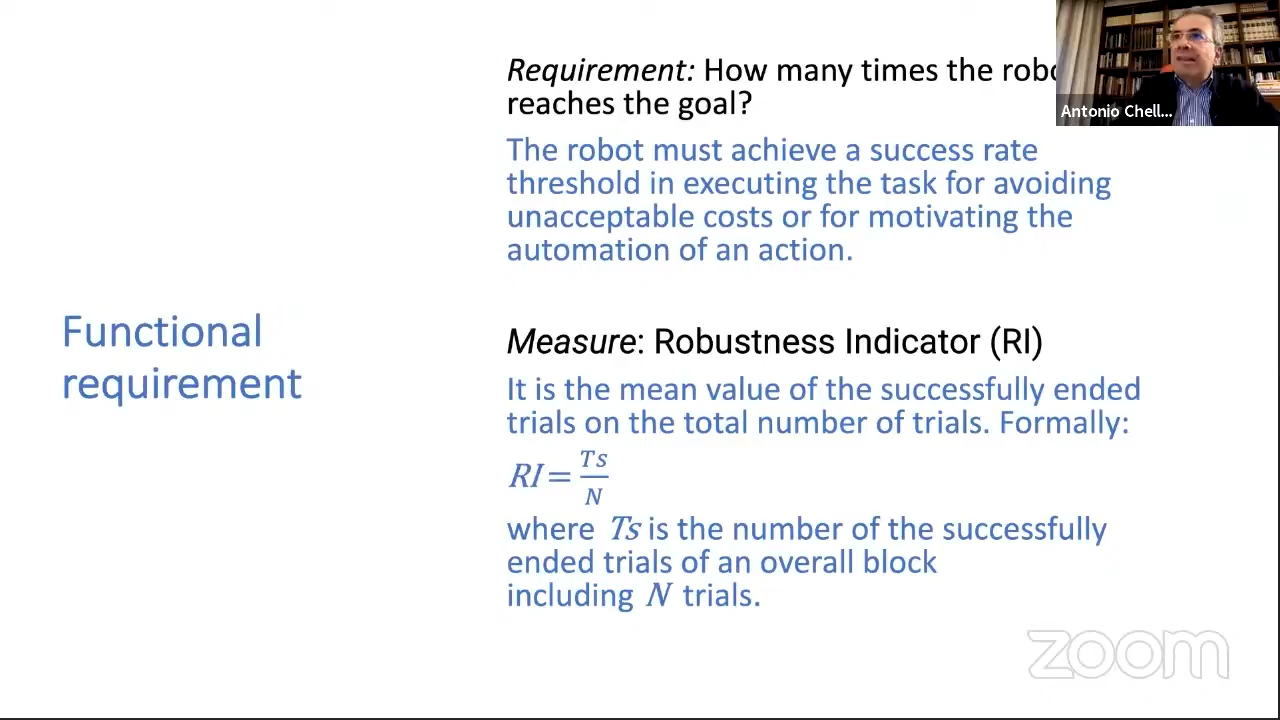 Requirement: How many times the
reaches the goal?
The robot must achieve a success rate
threshold in executing the task for avoiding
unacceptable costs or for motivating the
automation of an action.
Functional
requirement
Measure: Robustness Indicator (RI)
It is the mean value of the successfully ended
trials on the total number of trials. Formally:
RI = Ts/N
where Ts is the number of the successfully
ended trials of an overall block
including N trials.
Antonio Chell...
zoom